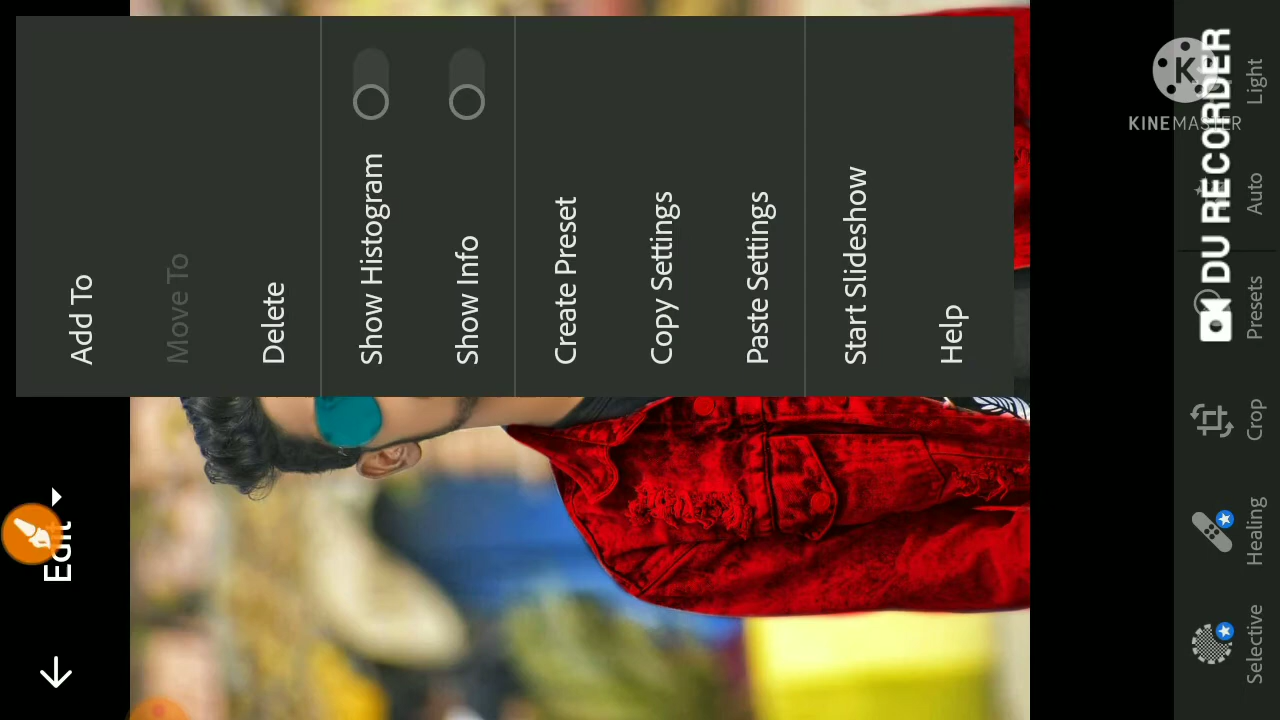 Edit
Add To
Move To
Delete
Show Histogram
Show Info
Create Preset
Copy Settings
Paste Settings
Start Slideshow
Help
Selective
Healing
Crop
Presets
Auto
Light
DU RECORDER
K
KINEMASTER